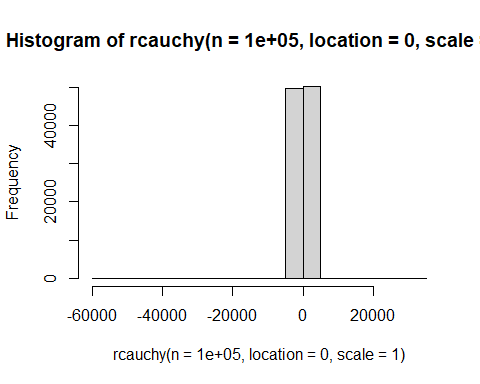 Histogram of rcauchy(n = 1e+05, location = 0, scale =
Frequency
40000
20000
0
-60000 -40000 -20000 0 20000
rcauchy(n = 1e+05, location = 0, scale = 1)